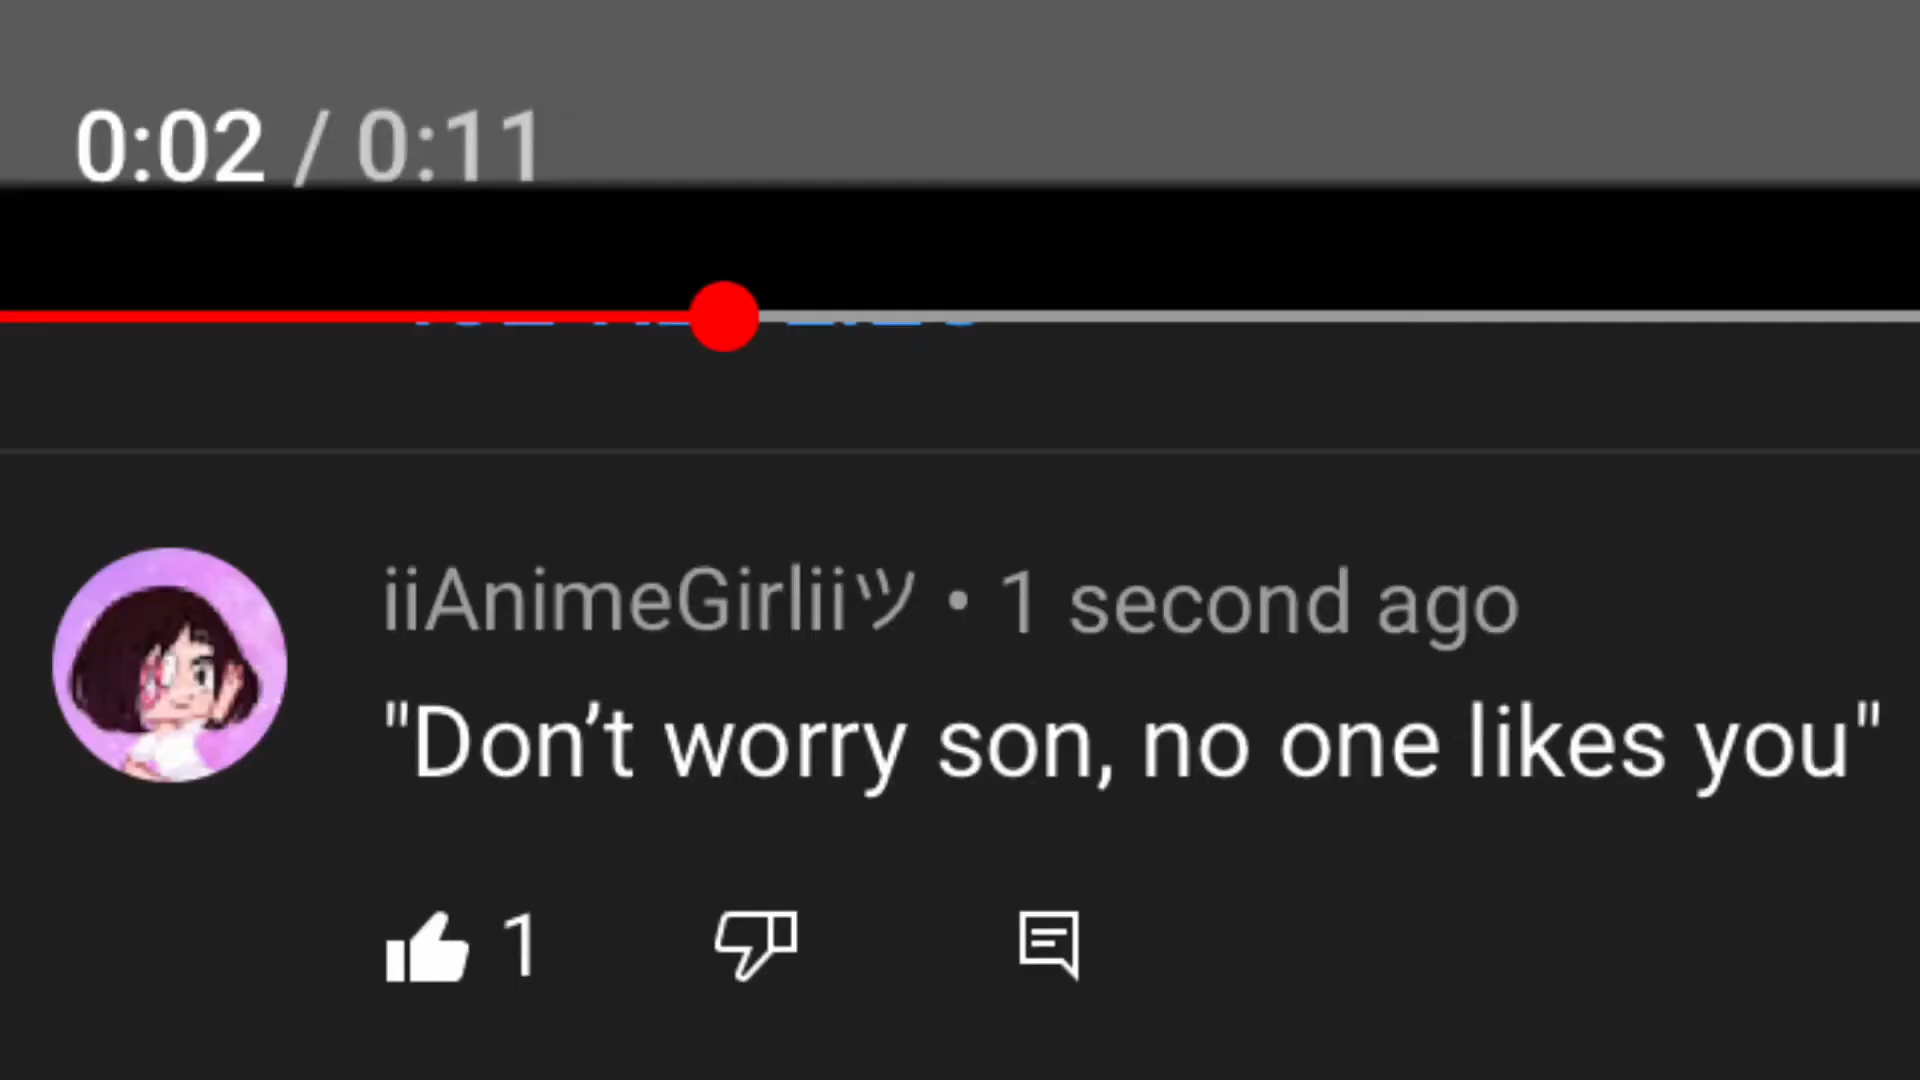 0:02 / 0:11
iiAnimeGirliiツ • 1 second ago
"Don’t worry son, no one likes you"
1